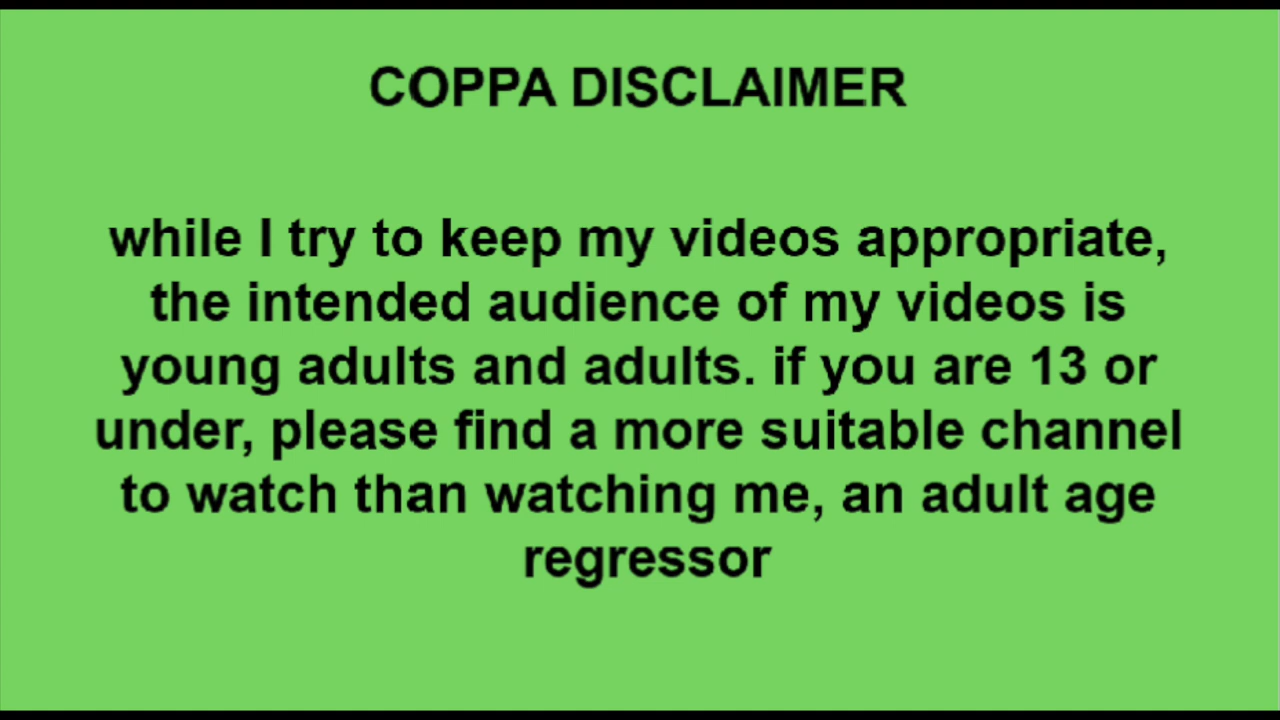 COPPA DISCLAIMER
while I try to keep my videos appropriate,
the intended audience of my videos is
young adults and adults. if you are 13 or
under, please find a more suitable channel
to watch than watching me, an adult age
regressor